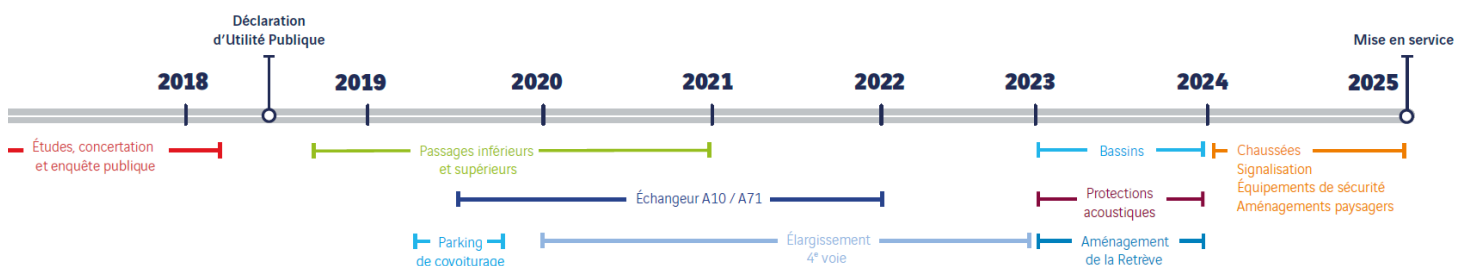 Déclaration
d'Utilité Publique
Mise en service
2018
2019
2020
2021
2022
2023
2024
2025
Études, concertation
et enquête publique
Passages inférieurs
et supérieurs
Bassins
Chaussées
Signalisation
Équipements de sécurité
Aménagements paysagers
Échangeur A10 / A71
Protections
acoustiques
Parking
de covoiturage
Élargissement
4e voie
Aménagement
de la Retrève